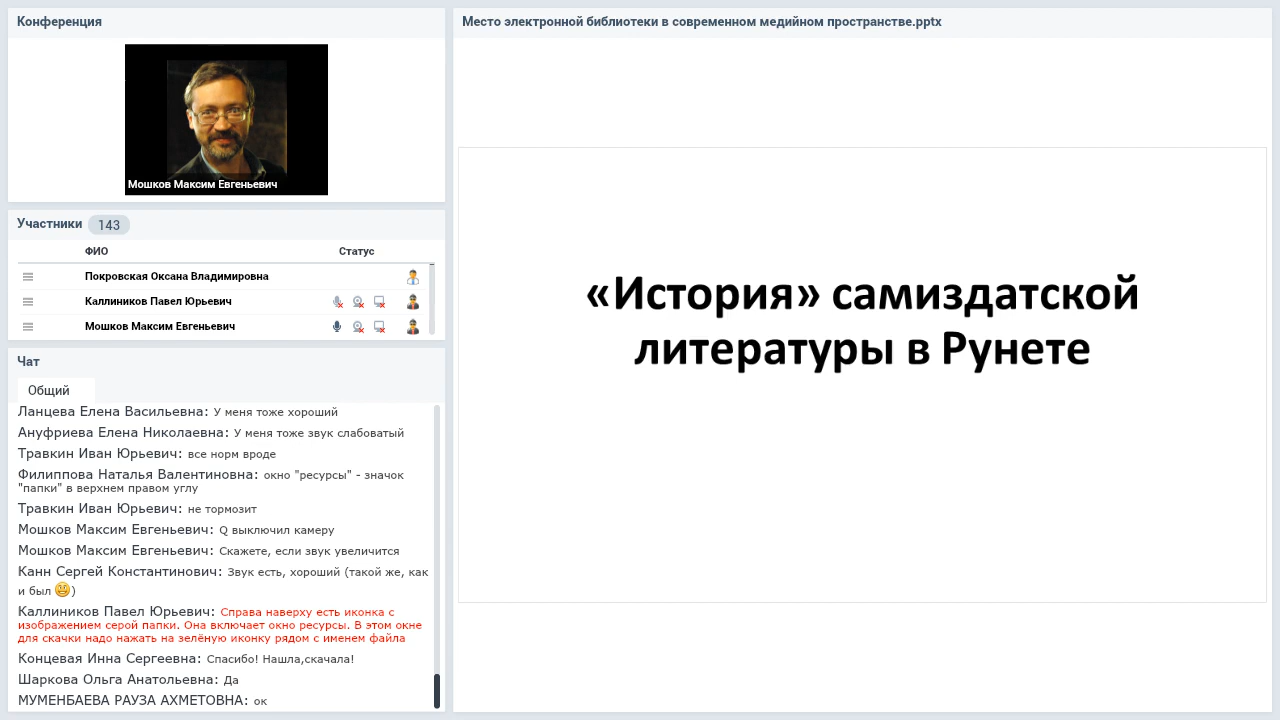 Конференция
Мошков Максим Евгеньевич
Участники 143
ФИО Статус
Покровская Оксана Владимировна
Каллиников Павел Юрьевич
Мошков Максим Евгеньевич
Чат
Общий
Ланцева Елена Васильевна: У меня тоже хороший
Ануфриева Елена Николаевна: У меня тоже звук слабоватый
Травкин Иван Юрьевич: все норм вроде
Филиппова Наталья Валентиновна: окно "ресурсы" - значок
"папки" в верхнем правом углу
Травкин Иван Юрьевич: не тормозит
Мошков Максим Евгеньевич: Q выключил камеру
Мошков Максим Евгеньевич: Скажете, если звук увеличится
Канн Сергей Константинович: Звук есть, хороший (такой же, как
и был )
Каллиников Павел Юрьевич: Справа наверху есть иконка с
изображением серой папки. Она включает окно ресурсы. В этом окне
для скачки надо нажать на зелёную иконку рядом с именем файла
Концевая Инна Сергеевна: Спасибо! Нашла,скачала!
Шаркова Ольга Анатольевна: Да
МУМЕНБАЕВА РАУЗА АХМЕТОВНА: ок
Место электронной библиотеки в современном медийном пространстве.pptx
«История» самиздатской
литературы в Рунете